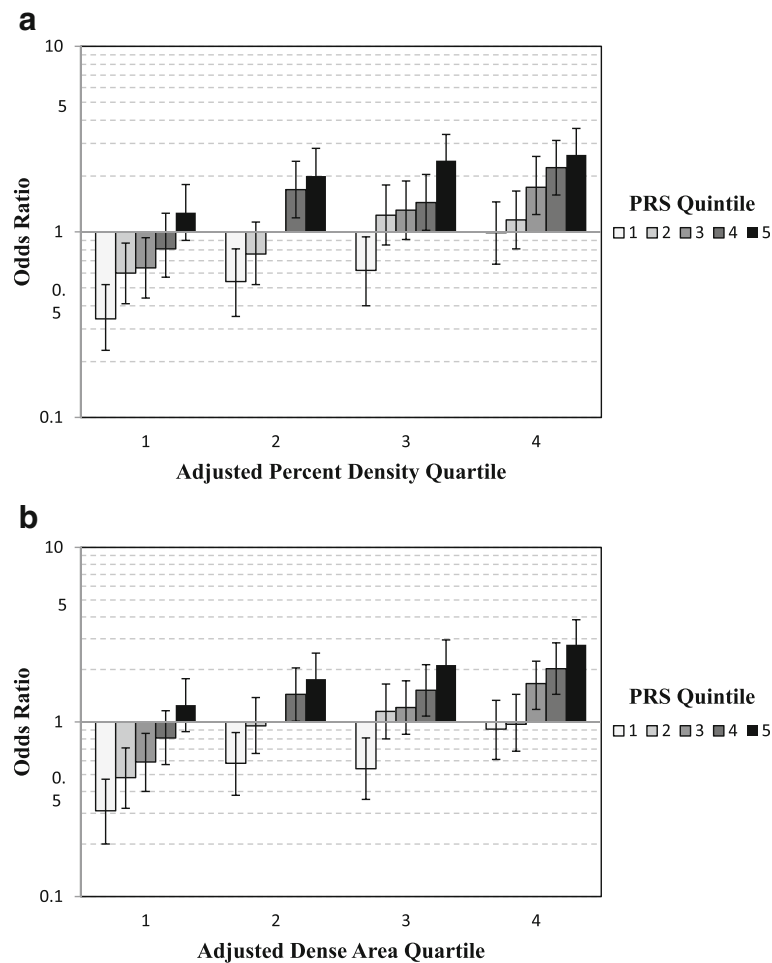 a
10
5
1
0.
5
0.1
Odds Ratio
1 2 3 4
Adjusted Percent Density Quartile
PRS Quintile
1 2 3 4 5
b
10
5
1
0.
5
0.1
Odds Ratio
1 2 3 4
Adjusted Dense Area Quartile
PRS Quintile
1 2 3 4 5